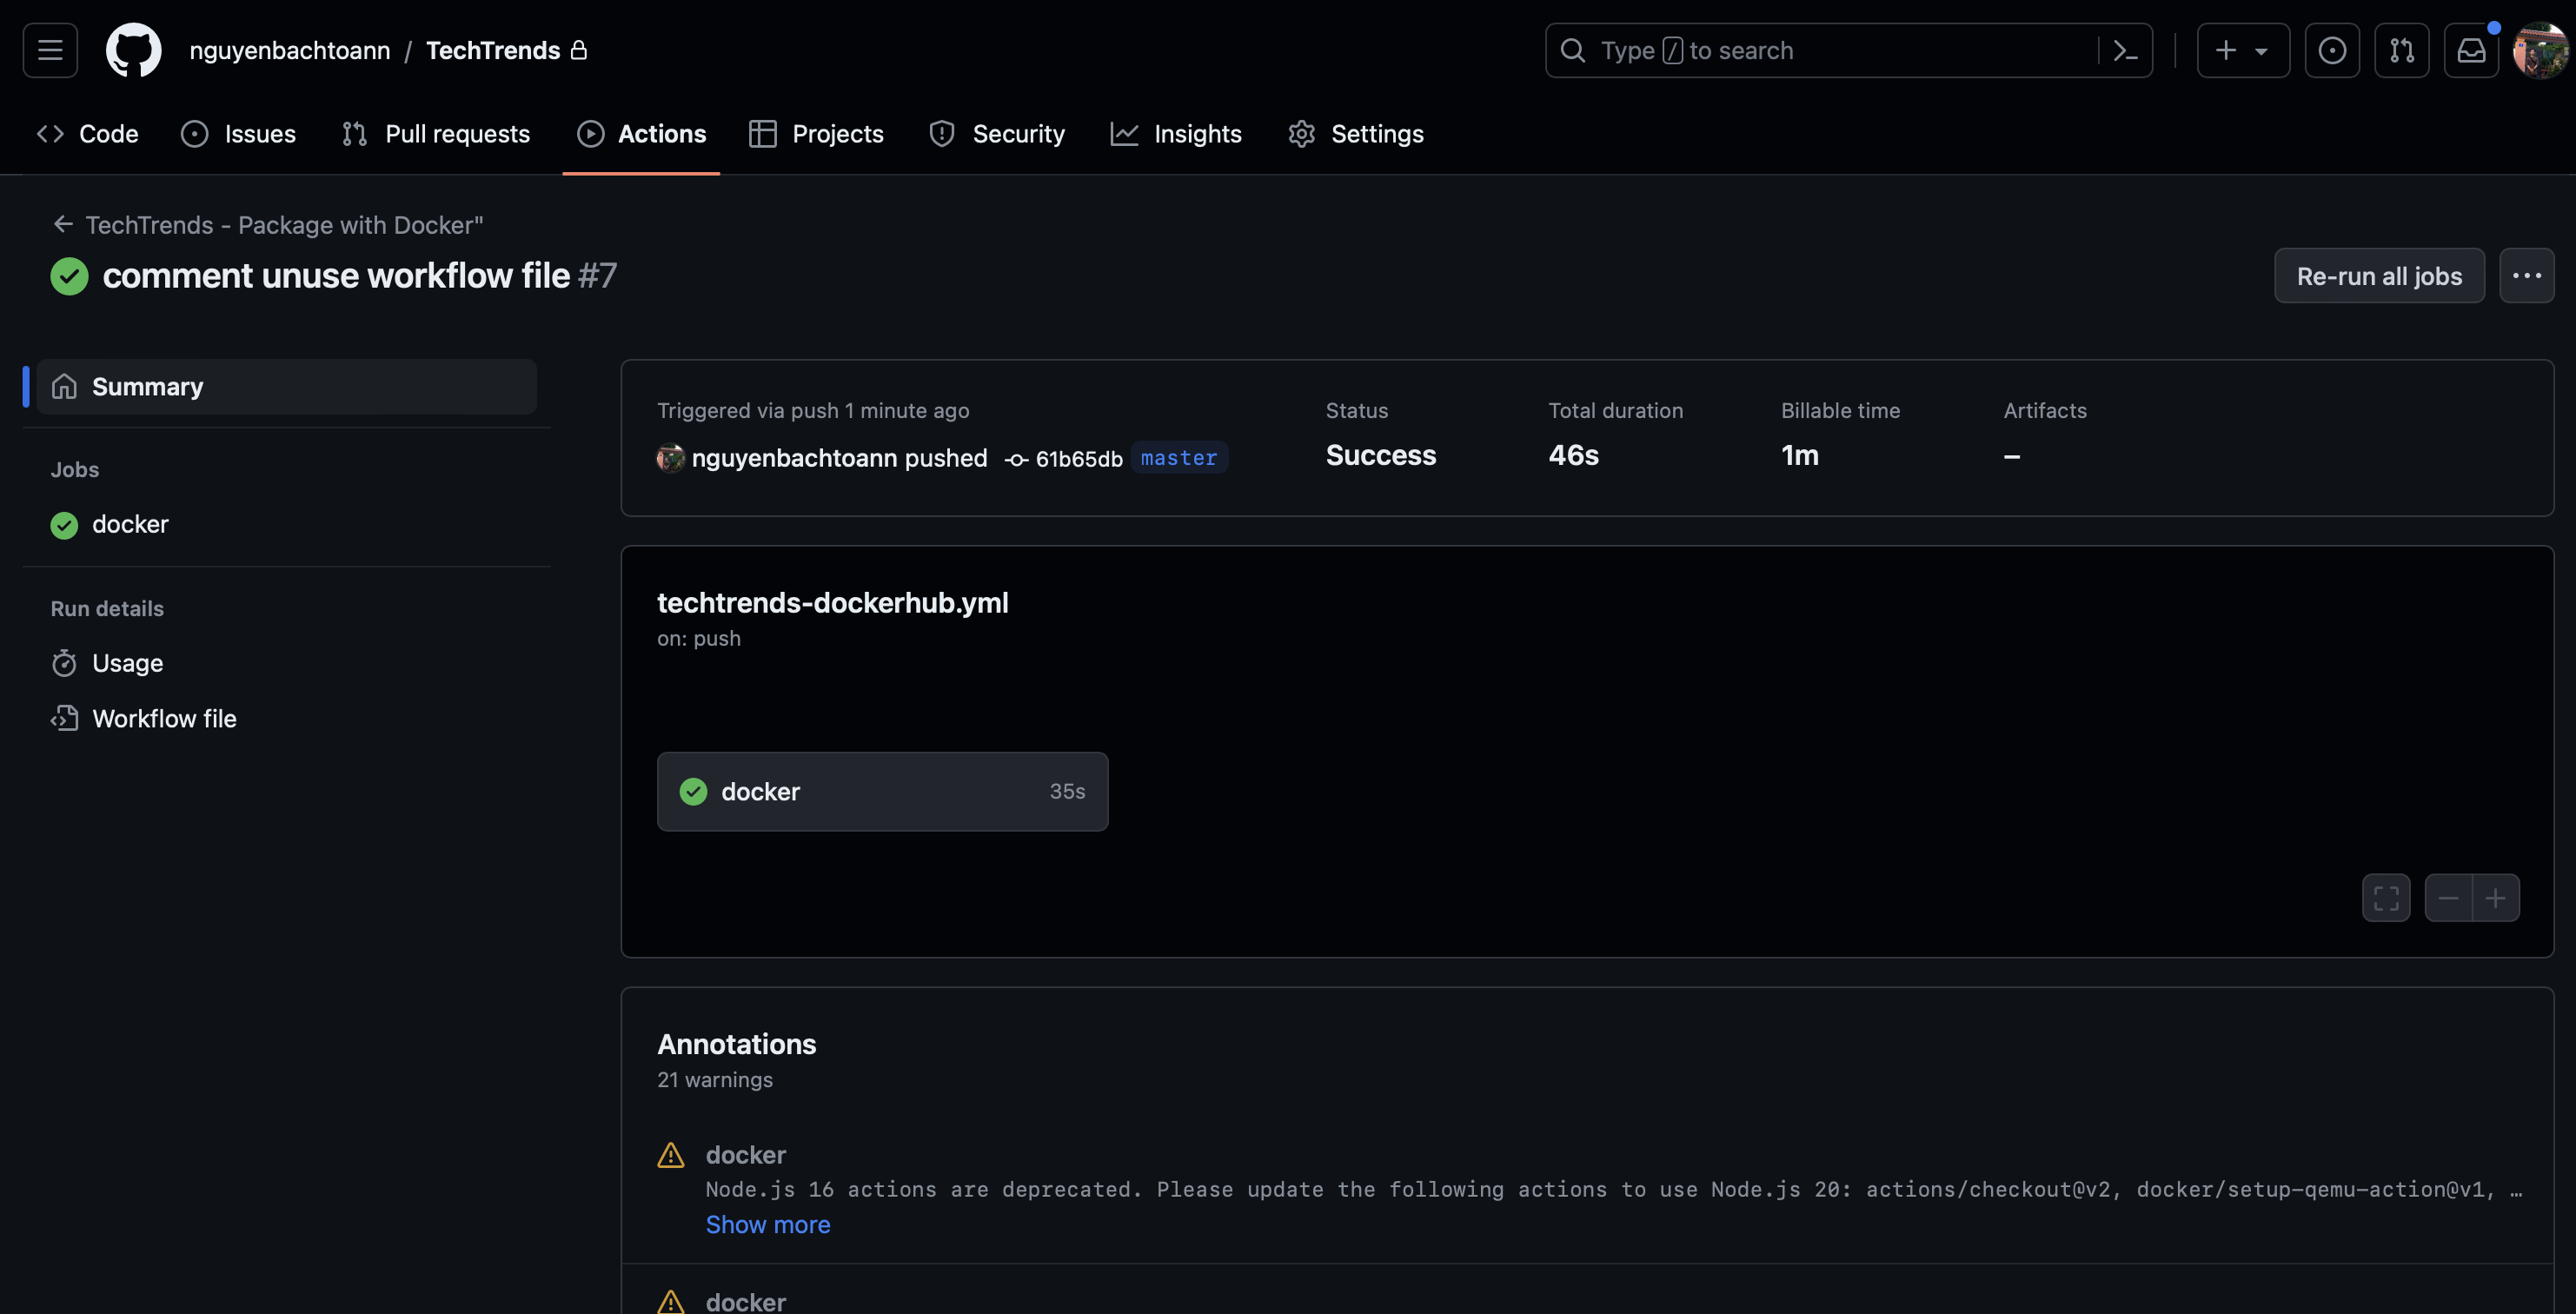 nguyenbachtoann / TechTrends
Type / to search
Code Issues Pull requests Actions Projects Security Insights Settings
TechTrends - Package with Docker"
comment unuse workflow file #7
Re-run all jobs
Summary
Jobs
docker
Run details
Usage
Workflow file
Triggered via push 1 minute ago
nguyenbachtoann pushed 61b65db master
Status
Success
Total duration
46s
Billable time
1m
Artifacts
–
techtrends-dockerhub.yml
on: push
docker 35s
Annotations
21 warnings
docker
Node.js 16 actions are deprecated. Please update the following actions to use Node.js 20: actions/checkout@v2, docker/setup-qemu-action@v1, …
Show more
docker